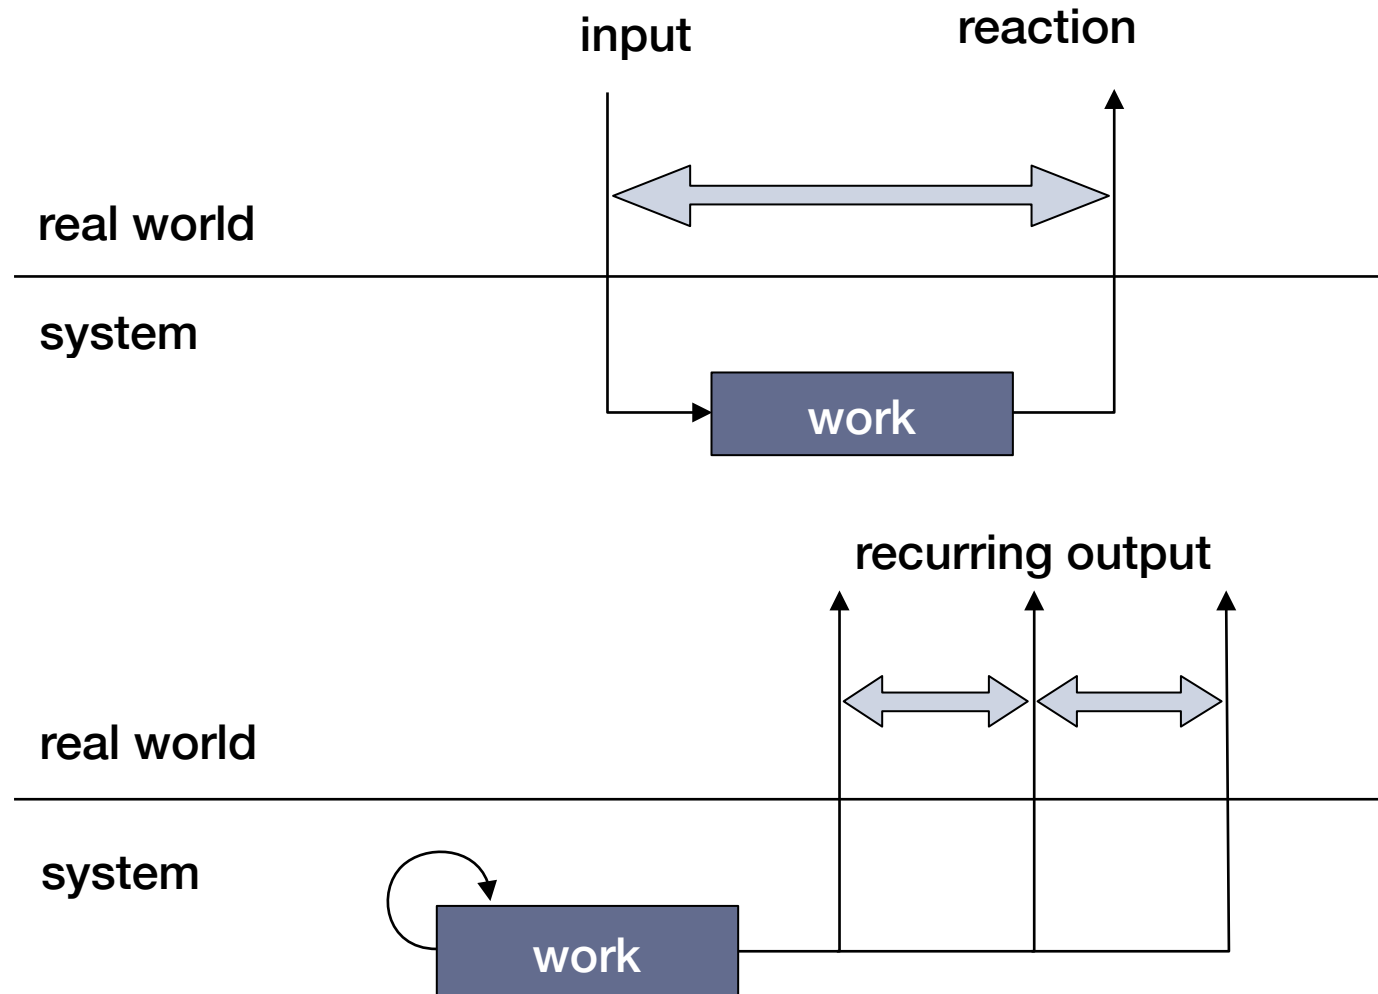 input
reaction
real world
system
work
recurring output
real world
system
work